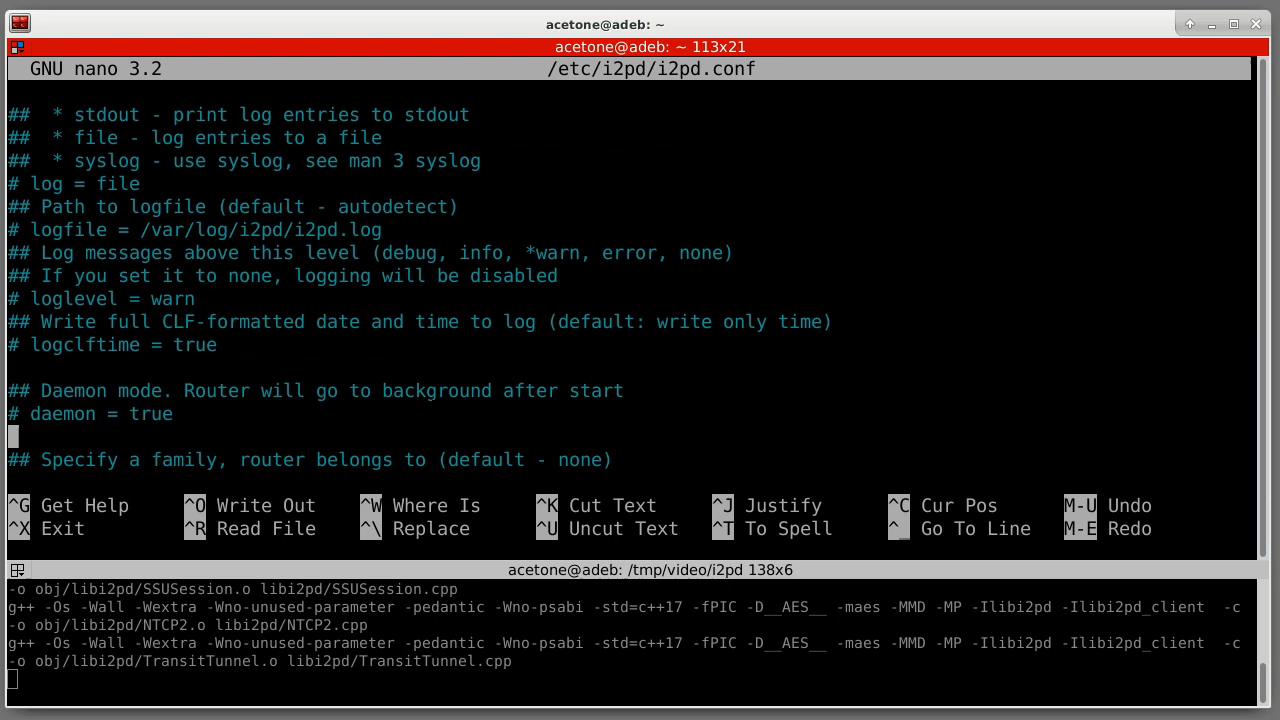 acetone@adeb: ~
acetone@adeb: ~ 113x21
GNU nano 3.2 /etc/i2pd/i2pd.conf
##  * stdout - print log entries to stdout
##  * file - log entries to a file
##  * syslog - use syslog, see man 3 syslog
# log = file
## Path to logfile (default - autodetect)
# logfile = /var/log/i2pd/i2pd.log
## Log messages above this level (debug, info, *warn, error, none)
## If you set it to none, logging will be disabled
# loglevel = warn
## Write full CLF-formatted date and time to log (default: write only time)
# logclftime = true
## Daemon mode. Router will go to background after start
# daemon = true
## Specify a family, router belongs to (default - none)
^G Get Help ^O Write Out ^W Where Is ^K Cut Text ^J Justify ^C Cur Pos M-U Undo
^X Exit ^R Read File ^\ Replace ^U Uncut Text ^T To Spell ^_ Go To Line M-E Redo
acetone@adeb: /tmp/video/i2pd 138x6
-o obj/libi2pd/SSUSession.o libi2pd/SSUSession.cpp
g++ -Os -Wall -Wextra -Wno-unused-parameter -pedantic -Wno-psabi -std=c++17 -fPIC -D__AES__ -maes -MMD -MP -Ilibi2pd -Ilibi2pd_client  -c
-o obj/libi2pd/NTCP2.o libi2pd/NTCP2.cpp
g++ -Os -Wall -Wextra -Wno-unused-parameter -pedantic -Wno-psabi -std=c++17 -fPIC -D__AES__ -maes -MMD -MP -Ilibi2pd -Ilibi2pd_client  -c
-o obj/libi2pd/TransitTunnel.o libi2pd/TransitTunnel.cpp